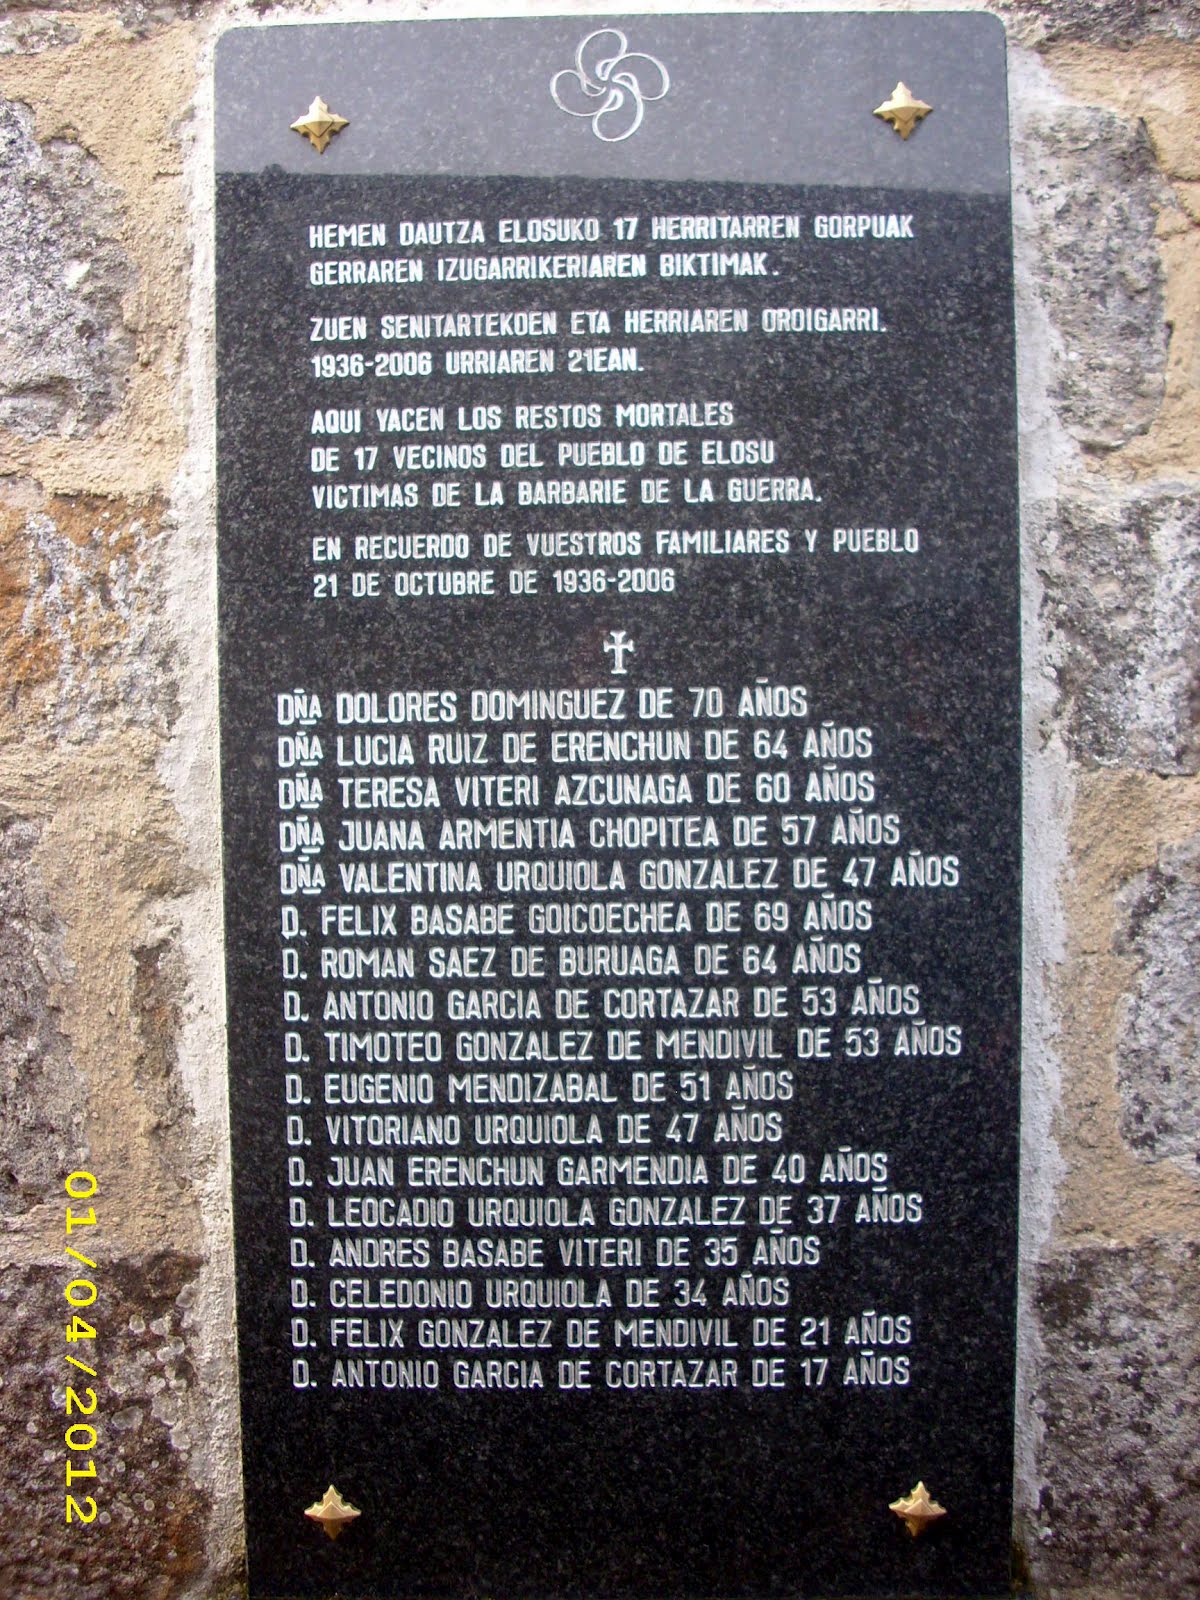 HEMEN DAUTZA ELOSUKO 17 HERRITARREN GORPUAK
GERRAREN IZUGARRIKERIAREN BIKTIMAK.
ZUEN SENITARTEKOEN ETA HERRIAREN OROIGARRI.
1936-2006 URRIAREN 21EAN.
AQUI YACEN LOS RESTOS MORTALES
DE 17 VECINOS DEL PUEBLO DE ELOSU
VICTIMAS DE LA BARBARIE DE LA GUERRA.
EN RECUERDO DE VUESTROS FAMILIARES Y PUEBLO
21 DE OCTUBRE DE 1936-2006
DÑA DOLORES DOMINGUEZ DE 70 AÑOS
DÑA LUCIA RUIZ DE ERENCHUN DE 64 AÑOS
DÑA TERESA VITERI AZCUNAGA DE 60 AÑOS
DÑA JUANA ARMENTIA CHOPITEA DE 57 AÑOS
DÑA VALENTINA URQUIOLA GONZALEZ DE 47 AÑOS
D. FELIX BASABE GOICOECHEA DE 69 AÑOS
D. ROMAN SAEZ DE BURUAGA DE 64 AÑOS
D. ANTONIO GARCIA DE CORTAZAR DE 53 AÑOS
D. TIMOTEO GONZALEZ DE MENDIVIL DE 53 AÑOS
D. EUGENIO MENDIZABAL DE 51 AÑOS
D. VITORIANO URQUIOLA DE 47 AÑOS
D. JUAN ERENCHUN GARMENDIA DE 40 AÑOS
D. LEOCADIO URQUIOLA GONZALEZ DE 37 AÑOS
D. ANDRES BASABE VITERI DE 35 AÑOS
D. CELEDONIO URQUIOLA DE 34 AÑOS
D. FELIX GONZALEZ DE MENDIVIL DE 21 AÑOS
D. ANTONIO GARCIA DE CORTAZAR DE 17 AÑOS
01/04/2012